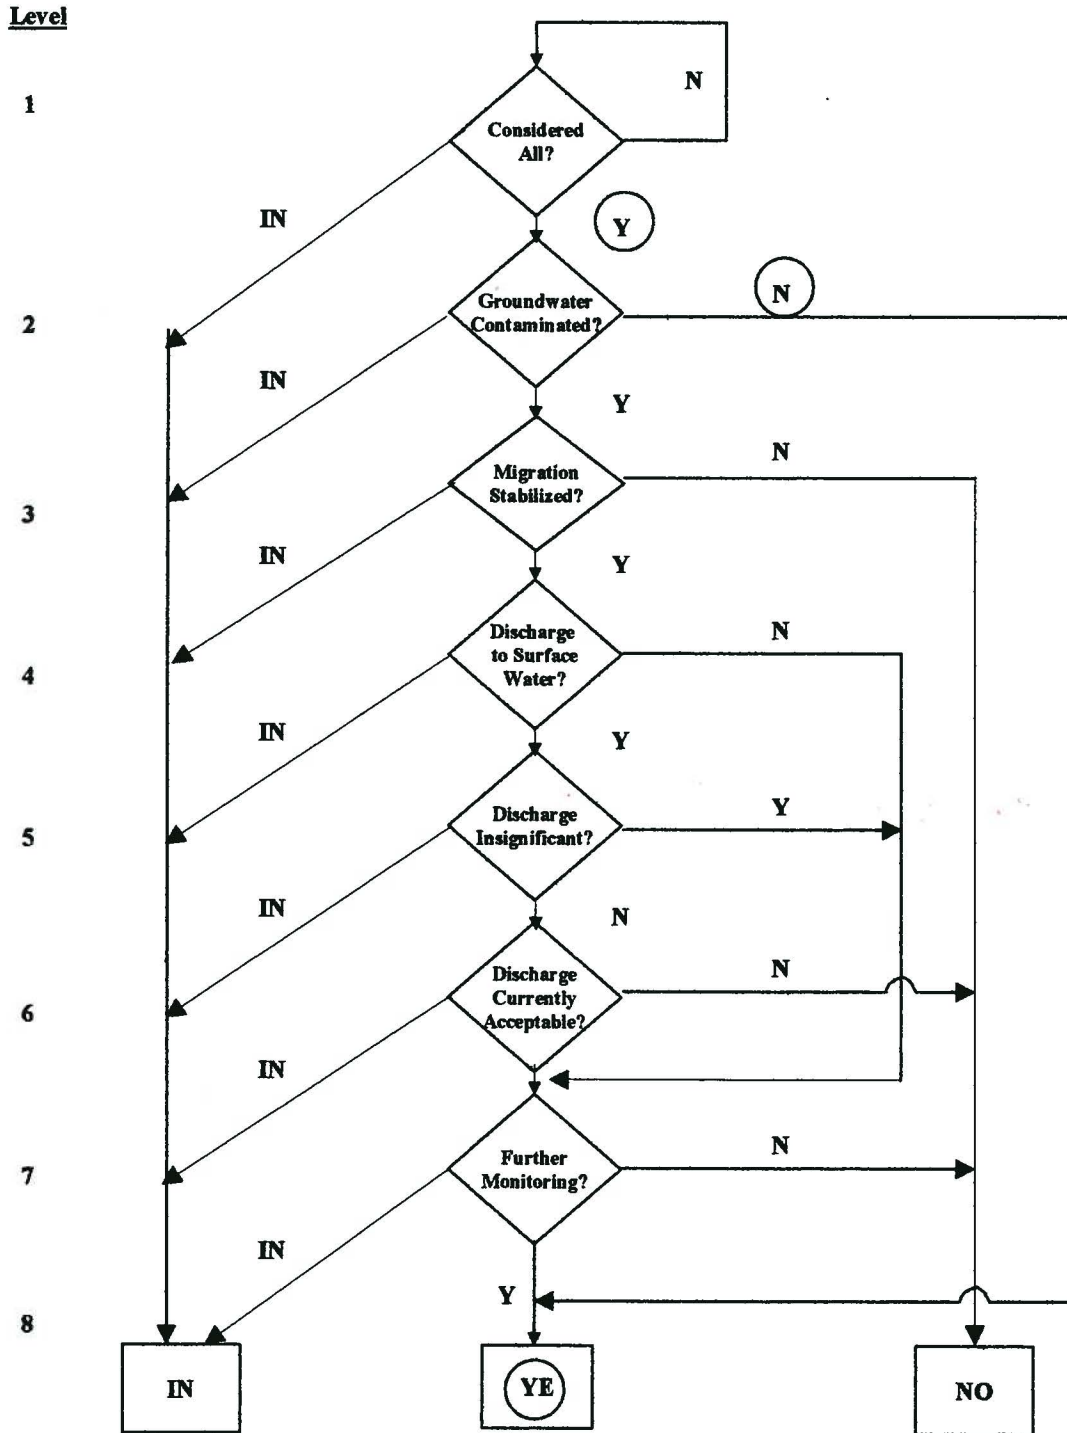 Level
N
1
Considered
All?
IN
Y
Groundwater
N
2
Contaminated?
IN
Y
N
Migration
Stabilized?
3
IN
Y
N
Discharge
to Surface
Water?
4
IN
Y
Y
Discharge
Insignificant?
5
IN
N
N
Discharge
Currently
Acceptable?
6
IN
N
Further
Monitoring?
7
IN
Y
8
IN
YE
NO